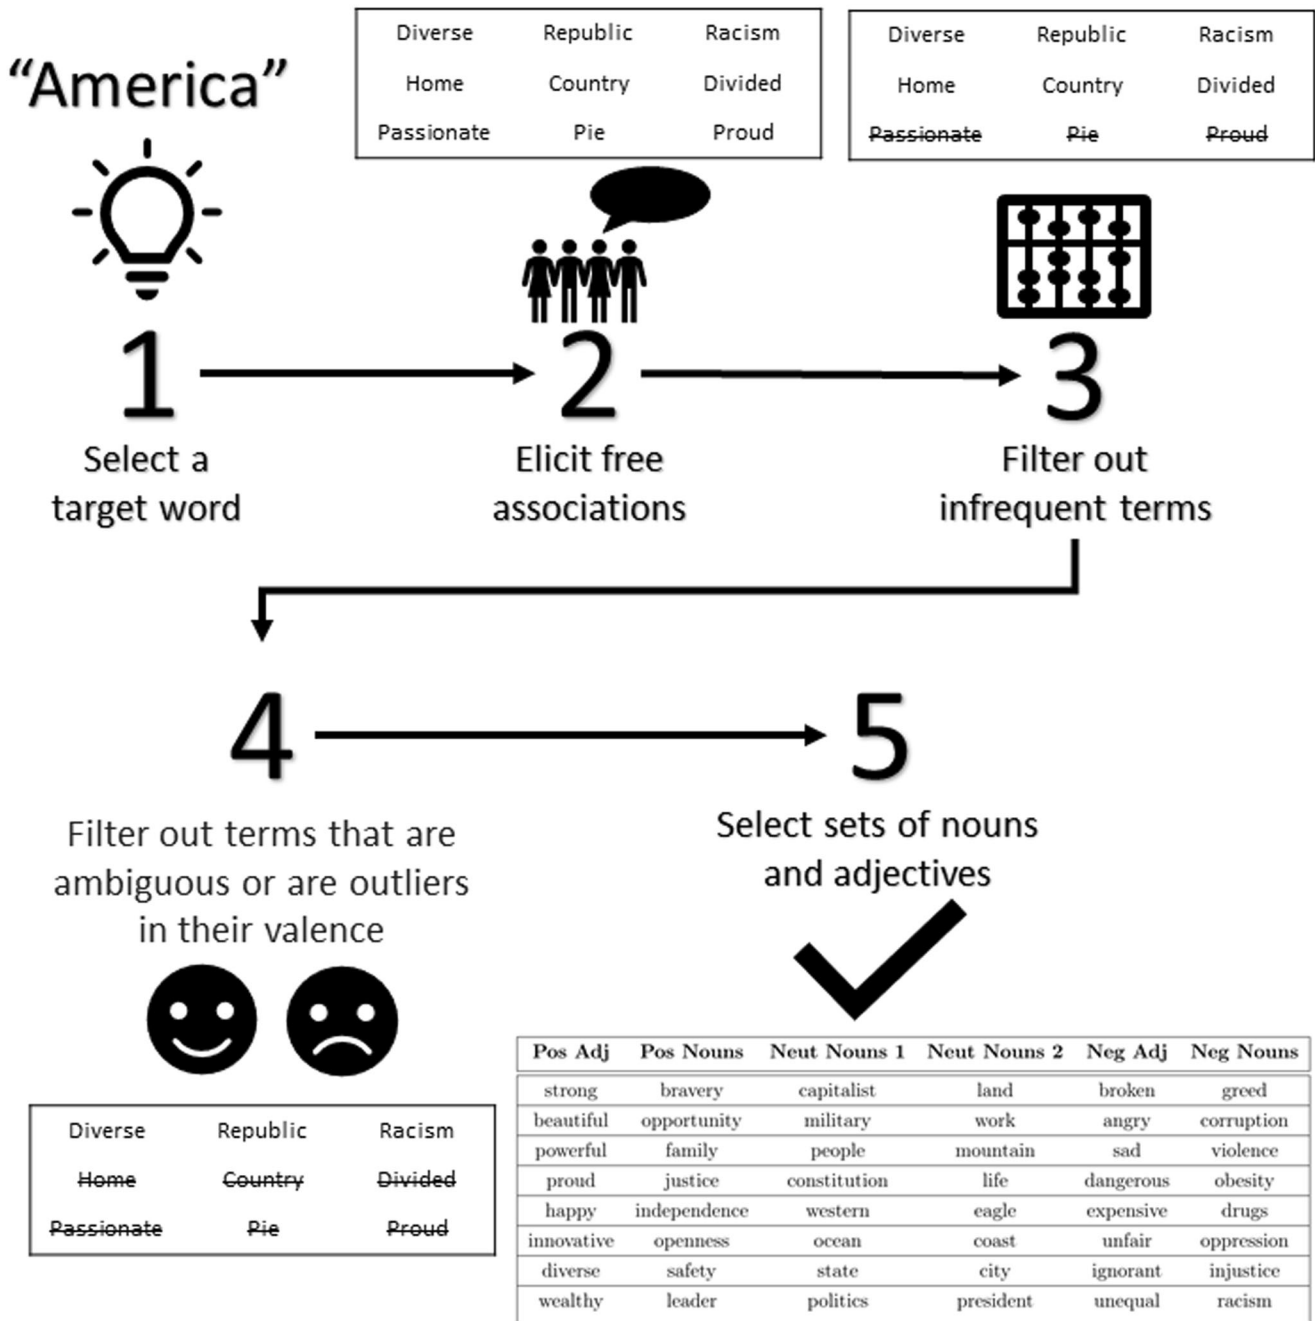 “America”
Diverse Republic Racism
Home Country Divided
Passionate Pie Proud
Diverse Republic Racism
Home Country Divided
Passionate Pie Proud
1
Select a
target word
2
Elicit free
associations
3
Filter out
infrequent terms
4
Filter out terms that are
ambiguous or are outliers
in their valence
Diverse Republic Racism
Home Country Divided
Passionate Pie Proud
5
Select sets of nouns
and adjectives
Pos Adj Pos Nouns Neut Nouns 1 Neut Nouns 2 Neg Adj Neg Nouns
strong bravery capitalist land broken greed
beautiful opportunity military work angry corruption
powerful family people mountain sad violence
proud justice constitution life dangerous obesity
happy independence western eagle expensive drugs
innovative openness ocean coast unfair oppression
diverse safety state city ignorant injustice
wealthy leader politics president unequal racism